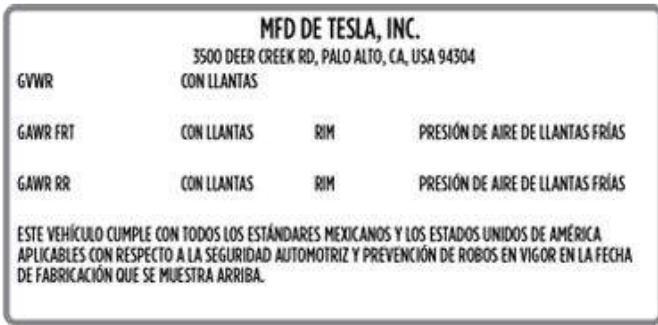 MFD DE TESLA, INC.
3500 DEER CREEK RD, PALO ALTO, CA, USA 94304
GVWR CON LLANTAS
GAWR FRT CON LLANTAS RIM PRESIÓN DE AIRE DE LLANTAS FRÍAS
GAWR RR CON LLANTAS RIM PRESIÓN DE AIRE DE LLANTAS FRÍAS
ESTE VEHÍCULO CUMPLE CON TODOS LOS ESTÁNDARES MEXICANOS Y LOS ESTADOS UNIDOS DE AMÉRICA
APLICABLES CON RESPECTO A LA SEGURIDAD AUTOMOTRIZ Y PREVENCIÓN DE ROBOS EN VIGOR EN LA FECHA
DE FABRICACIÓN QUE SE MUESTRA ARRIBA.